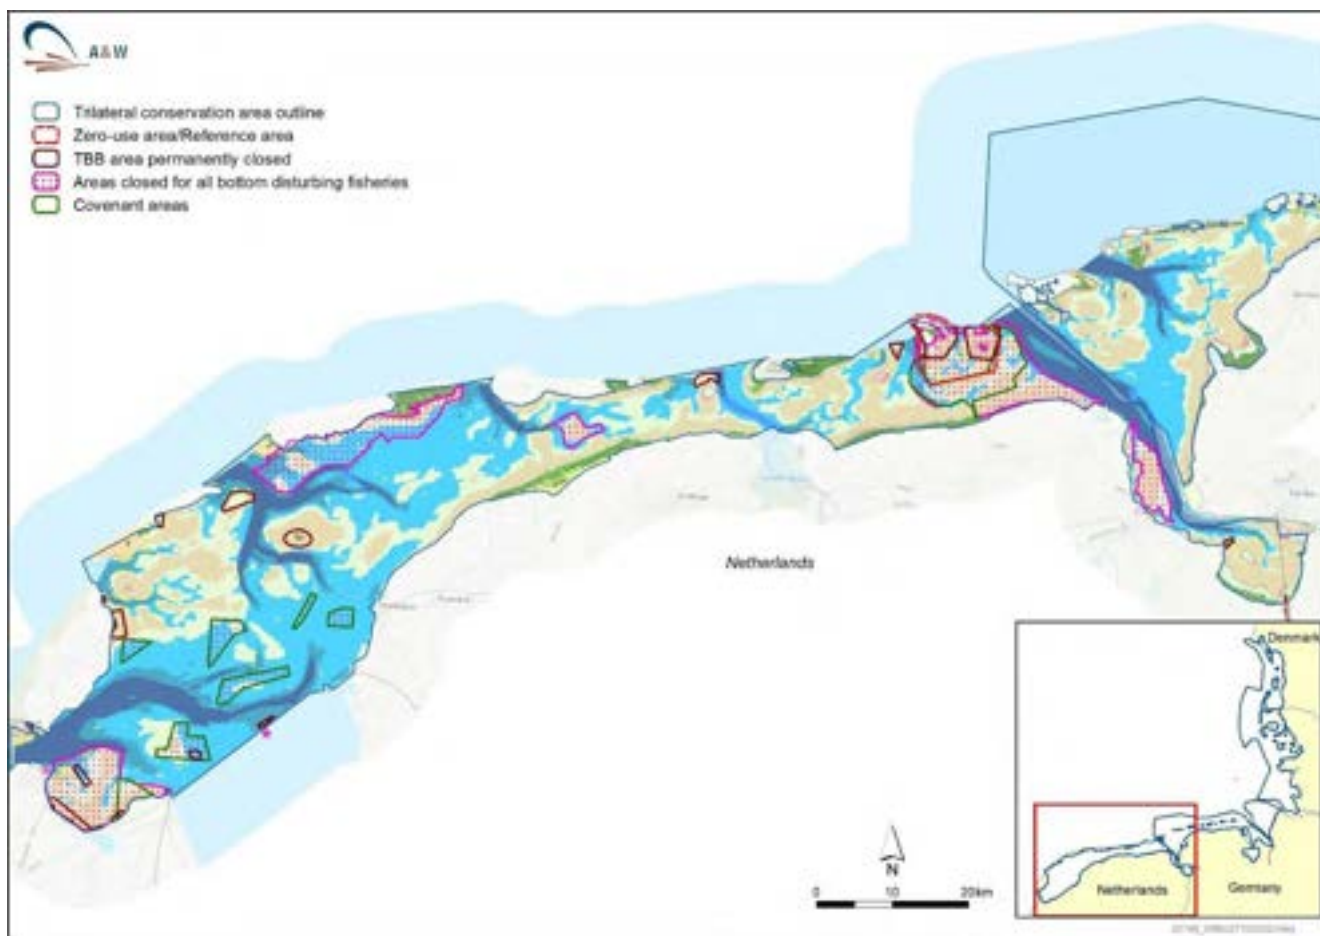 A&W
Trilateral conservation area outline
Zero-use area/Reference area
TBB area permanently closed
Areas closed for all bottom disturbing fisheries
Covenant areas
Netherlands
Denmark
N
0 10 20km
Netherlands
Germany